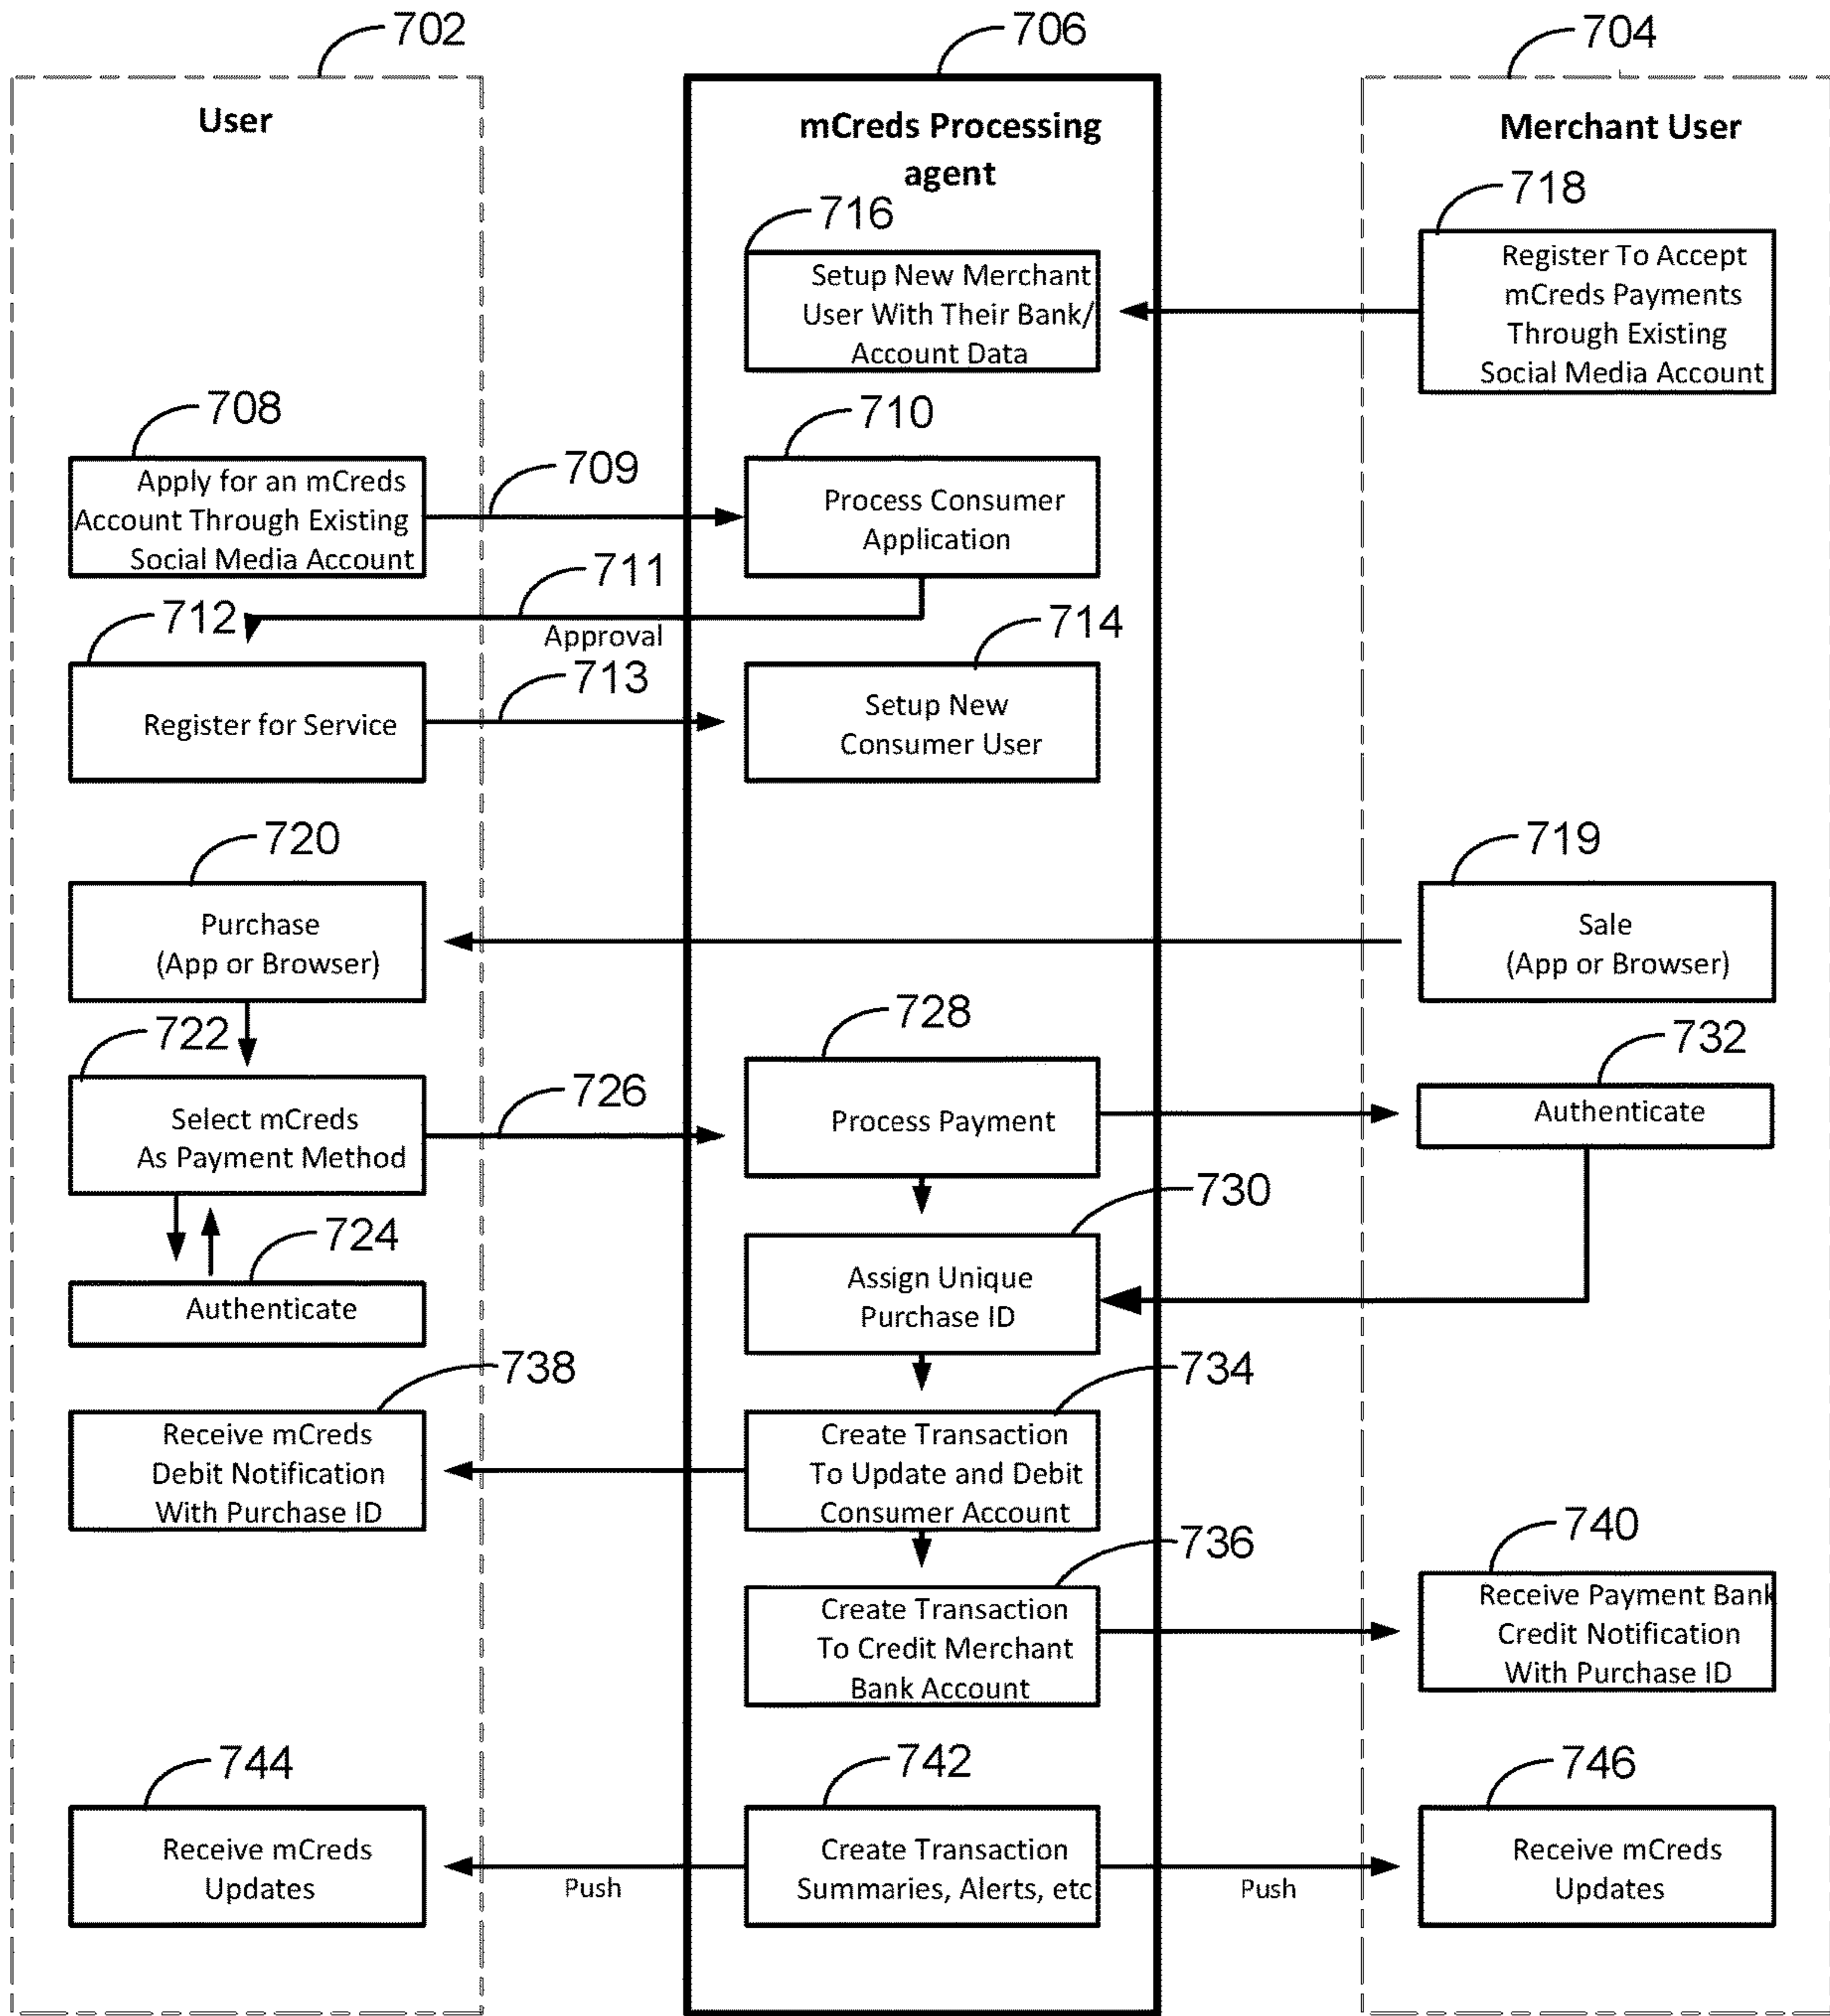 702
706
704
User
mCreds Processing
agent
Merchant User
716
718
Setup New Merchant
User With Their Bank/
Account Data
Register To Accept
mCreds Payments
Through Existing
Social Media Account
708
709
710
Apply for an mCreds
Account Through Existing
Social Media Account
Process Consumer
Application
711
Approval
712
713
714
Register for Service
Setup New
Consumer User
720
719
Purchase
(App or Browser)
Sale
(App or Browser)
722
726
728
732
Select mCreds
As Payment Method
Process Payment
Authenticate
724
730
Authenticate
Assign Unique
Purchase ID
738
734
Receive mCreds
Debit Notification
With Purchase ID
Create Transaction
To Update and Debit
Consumer Account
736
740
Create Transaction
To Credit Merchant
Bank Account
Receive Payment Bank
Credit Notification
With Purchase ID
744
742
746
Receive mCreds
Updates
Push
Create Transaction
Summaries, Alerts, etc
Push
Receive mCreds
Updates